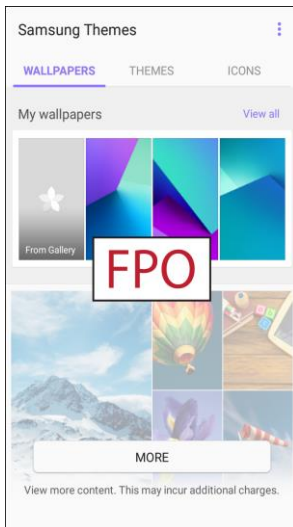 Samsung Themes
WALLPAPERS THEMES ICONS
My wallpapers View all
From Gallery
FPO
MORE
View more content. This may incur additional charges.